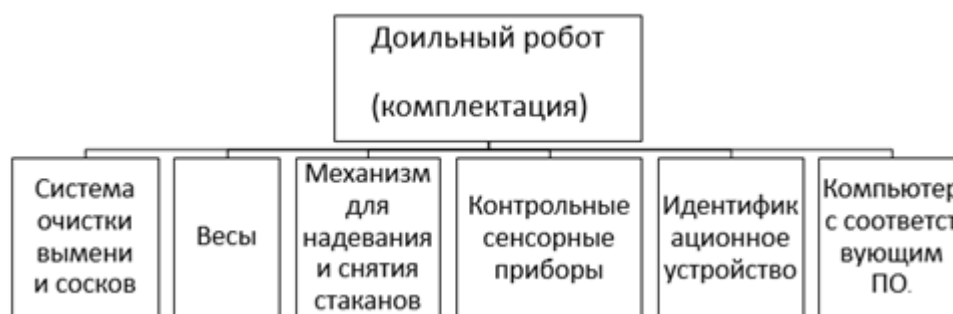 Доильный робот
(комплектация)
Система
очистки
вымени
и сосков
Весы
Механизм
для
надевания
и снятия
стаканов
Контрольные
сенсорные
приборы
Идентифик
ационное
устройство
Компьютер
с соответст
вующим
ПО.